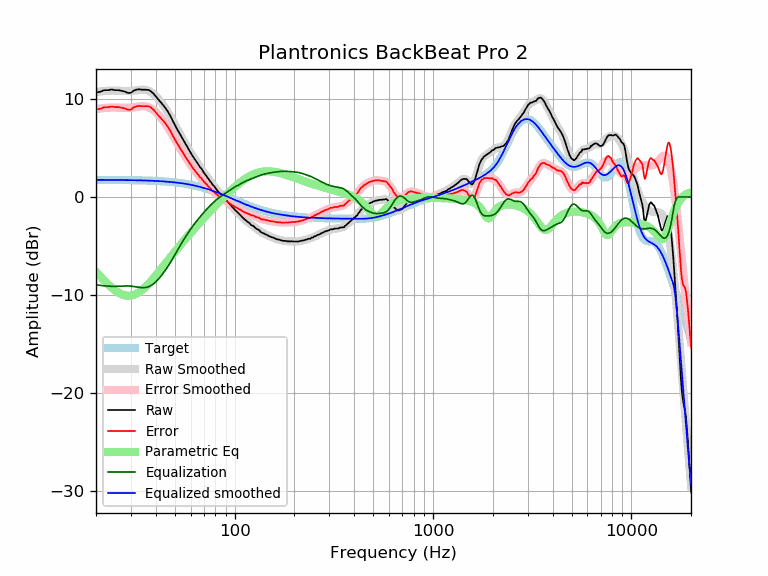 Plantronics BackBeat Pro 2
Amplitude (dBr)
10
0
−10
−20
−30
Target
Raw Smoothed
Error Smoothed
Raw
Error
Parametric Eq
Equalization
Equalized smoothed
100
1000
10000
Frequency (Hz)